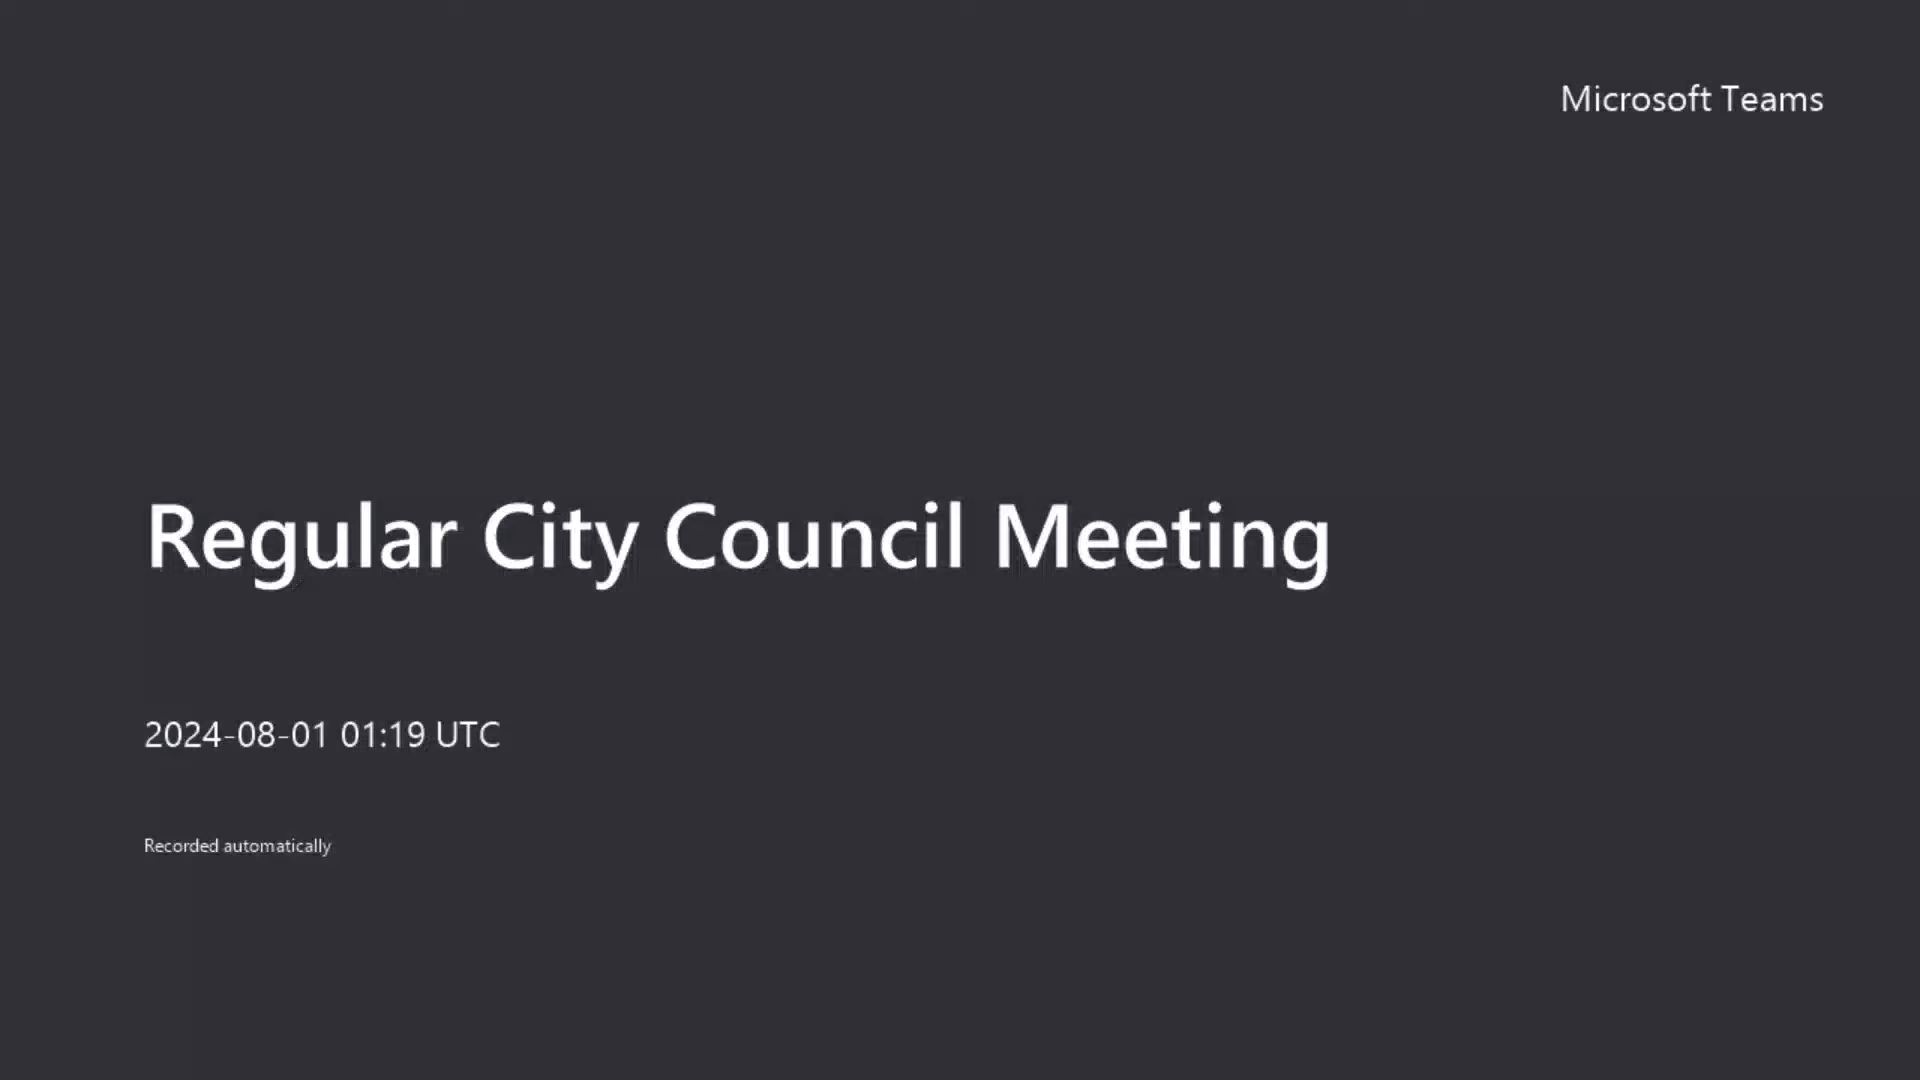 Microsoft Teams
Regular City Council Meeting
2024-08-01 01:19 UTC
Recorded automatically